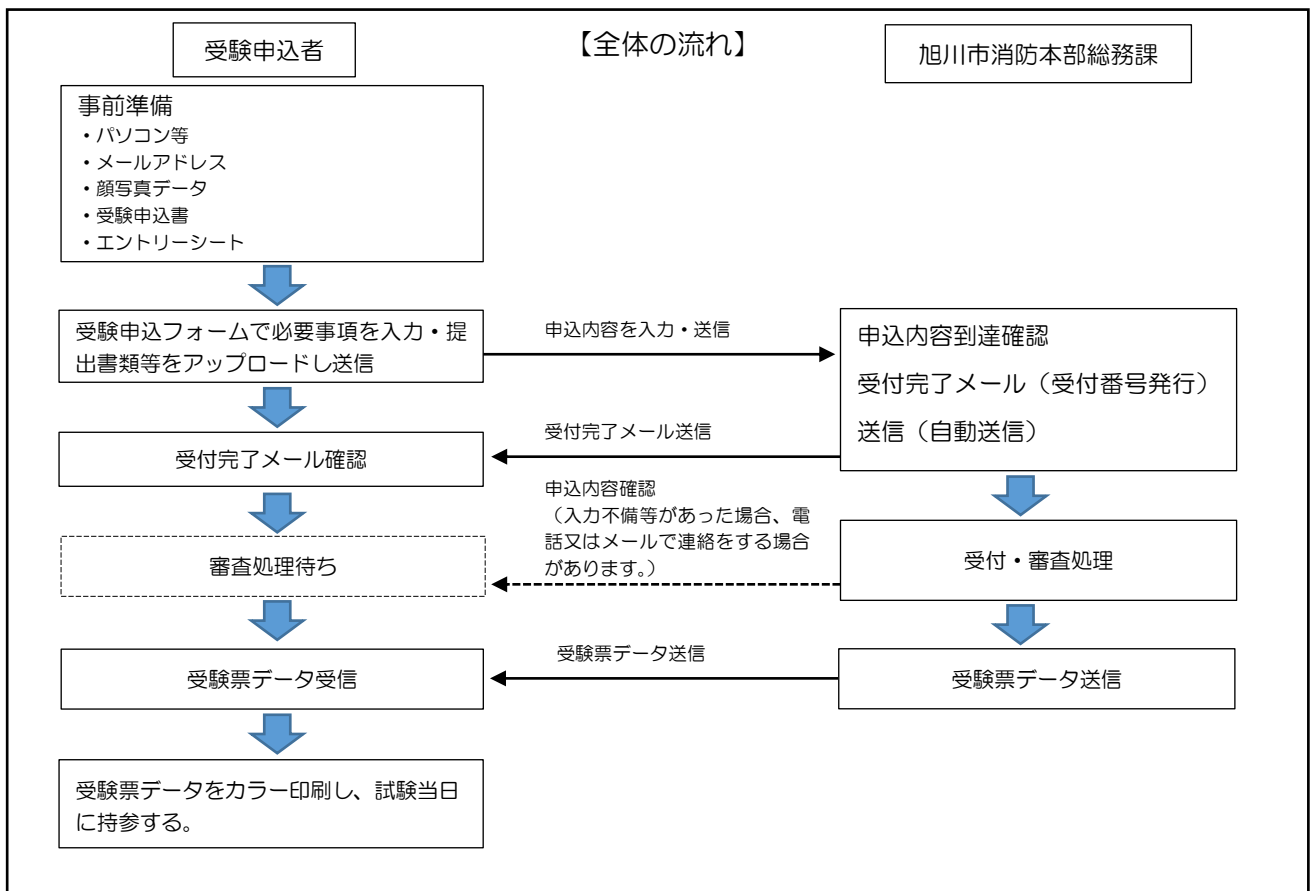 【全体の流れ】
受験申込者
旭川市消防本部総務課
事前準備
・パソコン等
・メールアドレス
・顔写真データ
・受験申込書
・エントリーシート
受験申込フォームで必要事項を入力・提
出書類等をアップロードし送信
申込内容を入力・送信
申込内容到達確認
受付完了メール（受付番号発行）
送信（自動送信）
受付完了メール送信
受付完了メール確認
申込内容確認
（入力不備等があった場合、電
話又はメールで連絡をする場合
があります。）
審査処理待ち
受付・審査処理
受験票データ送信
受験票データ受信
受験票データ送信
受験票データをカラー印刷し、試験当日
に持参する。